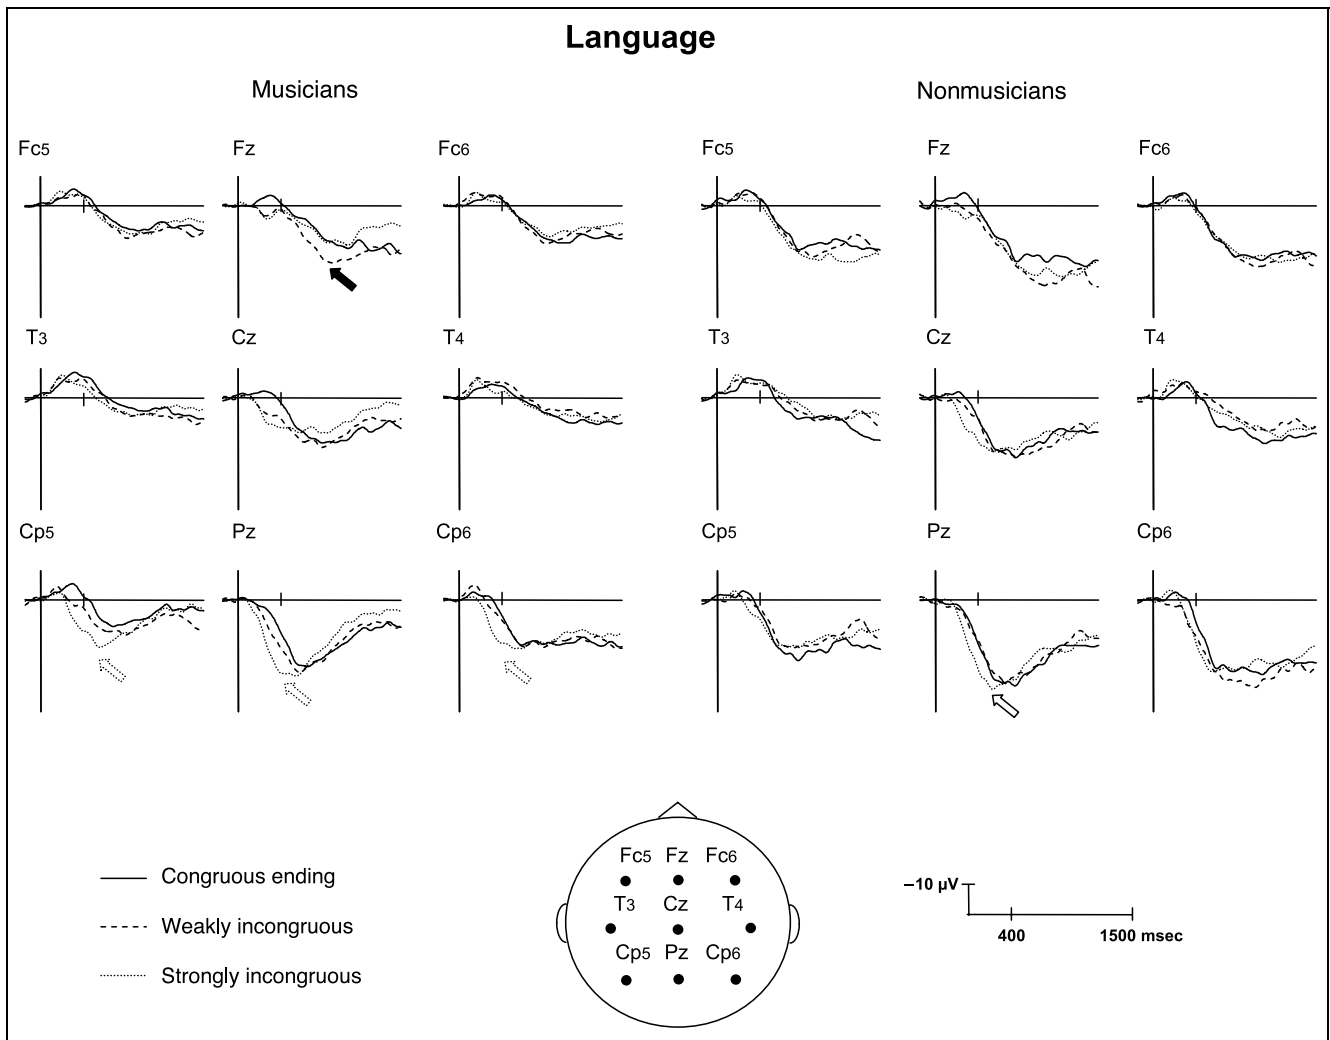 Language
Musicians
Nonmusicians
Fc5 Fz Fc6 Fc5 Fz Fc6
T3 Cz T4 T3 Cz T4
Cp5 Pz Cp6 Cp5 Pz Cp6
Congruous ending
Weakly incongruous
Strongly incongruous
Fc5 Fz Fc6
T3 Cz T4
Cp5 Pz Cp6
–10 µV
400 1500 msec